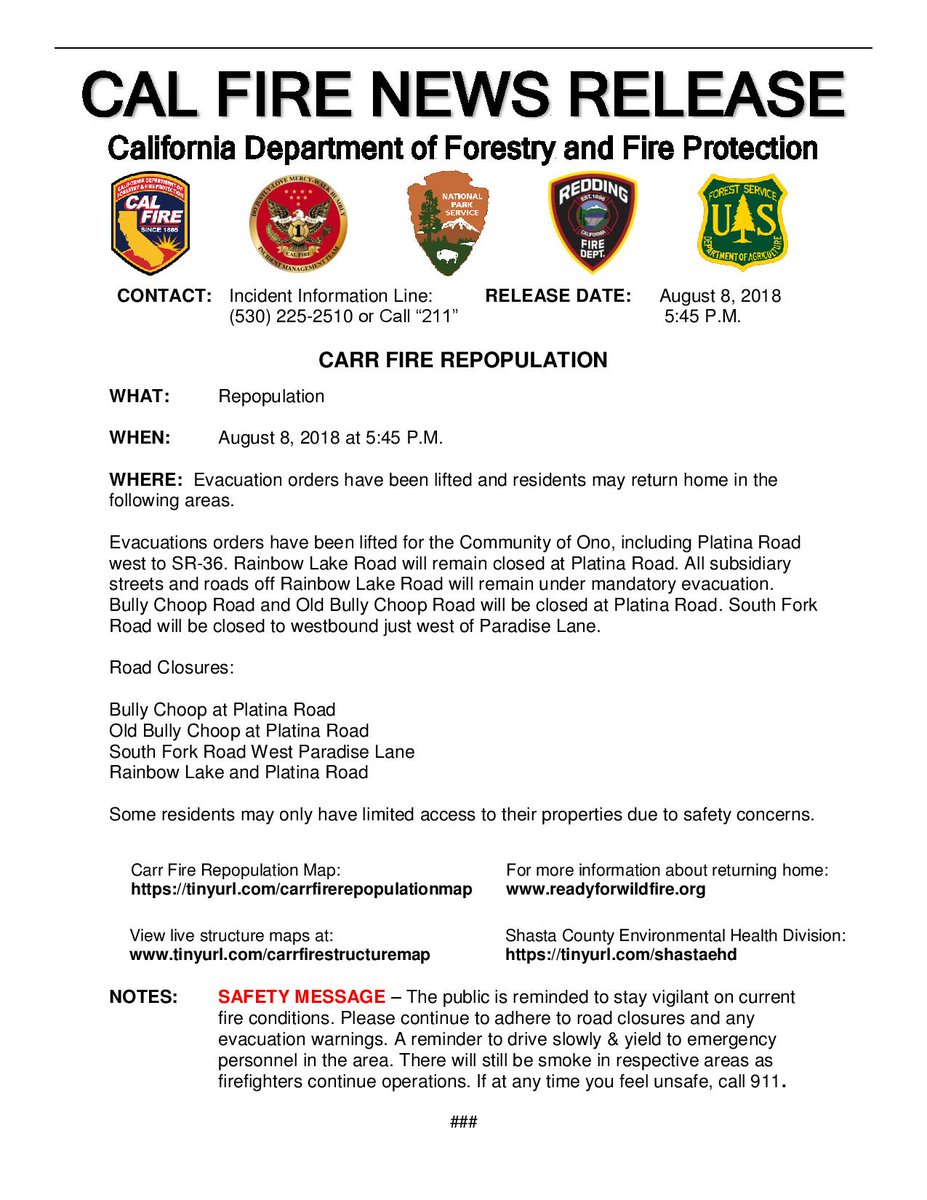 CAL FIRE NEWS RELEASE
California Department of Forestry and Fire Protection
CALIFORNIA DEPARTMENT OF
FORESTRY & FIRE PROTECTION
CAL
FIRE
SINCE 1885
LOVE MERCY-WALK HUMBLY
1
CAL FIRE
INCIDENT MANAGEMENT TEAM
NATIONAL
PARK
SERVICE
REDDING
EST. 1886
CALIFORNIA
FIRE
DEPT.
FOREST SERVICE
U S
DEPARTMENT OF AGRICULTURE
CONTACT: Incident Information Line: RELEASE DATE: August 8, 2018
(530) 225-2510 or Call “211” 5:45 P.M.
CARR FIRE REPOPULATION
WHAT: Repopulation
WHEN: August 8, 2018 at 5:45 P.M.
WHERE: Evacuation orders have been lifted and residents may return home in the
following areas.
Evacuations orders have been lifted for the Community of Ono, including Platina Road
west to SR-36. Rainbow Lake Road will remain closed at Platina Road. All subsidiary
streets and roads off Rainbow Lake Road will remain under mandatory evacuation.
Bully Choop Road and Old Bully Choop Road will be closed at Platina Road. South Fork
Road will be closed to westbound just west of Paradise Lane.
Road Closures:
Bully Choop at Platina Road
Old Bully Choop at Platina Road
South Fork Road West Paradise Lane
Rainbow Lake and Platina Road
Some residents may only have limited access to their properties due to safety concerns.
Carr Fire Repopulation Map: For more information about returning home:
https://tinyurl.com/carrfirerepopulationmap www.readyforwildfire.org
View live structure maps at: Shasta County Environmental Health Division:
www.tinyurl.com/carrfirestructuremap https://tinyurl.com/shastaehd
NOTES: SAFETY MESSAGE – The public is reminded to stay vigilant on current
fire conditions. Please continue to adhere to road closures and any
evacuation warnings. A reminder to drive slowly & yield to emergency
personnel in the area. There will still be smoke in respective areas as
firefighters continue operations. If at any time you feel unsafe, call 911.
###